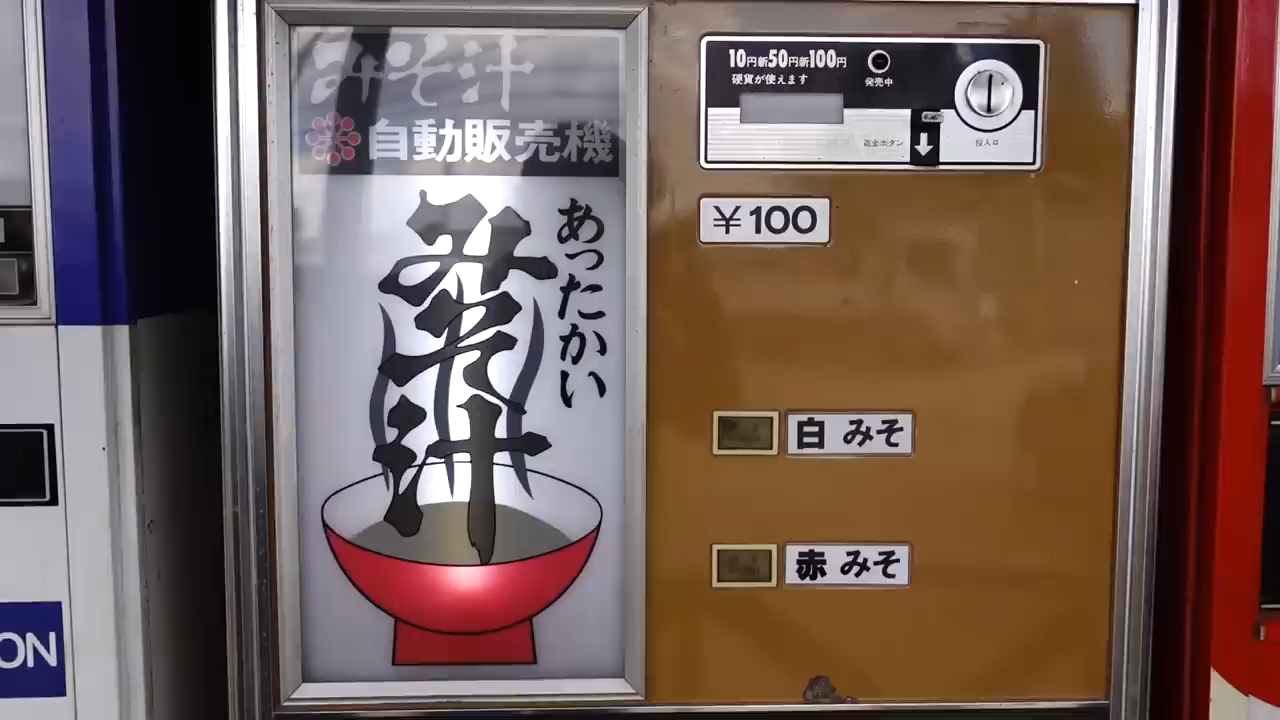 みそ汁
自動販売機
あったかい
みそ汁
10円新50円新100円
硬貨が使えます
発売中
返金ボタン
投入口
¥100
白 みそ
赤 みそ
ON